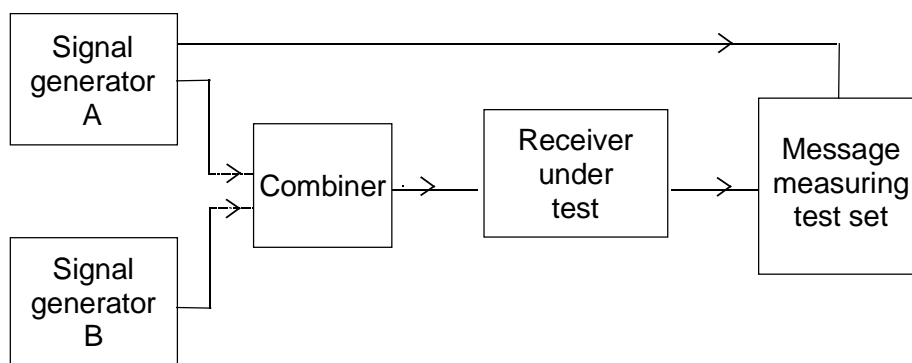 Signal
generator
A
Combiner
Receiver
under
test
Message
measuring
test set
Signal
generator
B